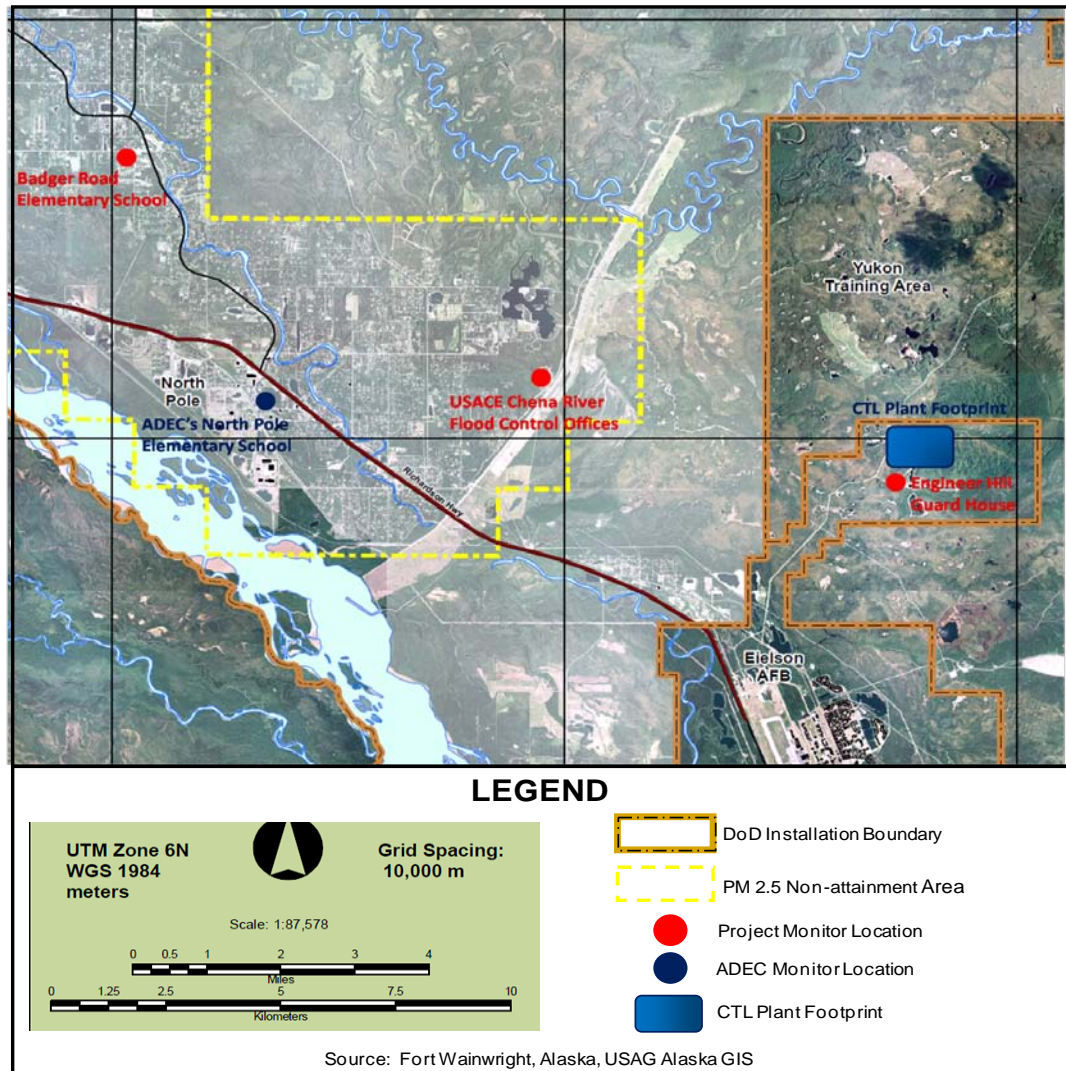 Badger Road
Elementary School
Yukon
Training Area
North
Pole
ADEC's North Pole
Elementary School
USACE Chena River
Flood Control Offices
CTL Plant Footprint
Engineer Hill
Guard House
Richardson Hwy
Eielson
AFB
LEGEND
UTM Zone 6N
WGS 1984
meters
Grid Spacing:
10,000 m
Scale: 1:87,578
0 0.5 1 2 3 4
Miles
0 1.25 2.5 5 7.5 10
Kilometers
DoD Installation Boundary
PM 2.5 Non-attainment Area
Project Monitor Location
ADEC Monitor Location
CTL Plant Footprint
Source: Fort Wainwright, Alaska, USAG Alaska GIS